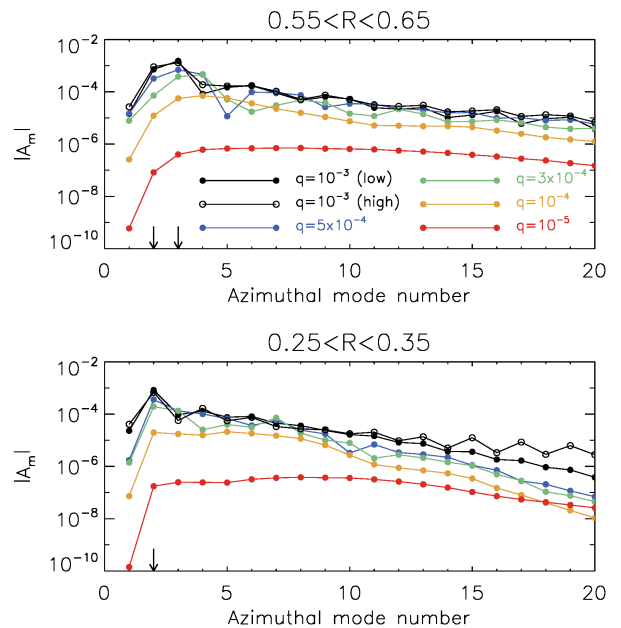 0.55<R<0.65
10⁻²
10⁻⁴
10⁻⁶
10⁻⁸
10⁻¹⁰
|Aₘ|
q=10⁻³ (low)
q=10⁻³ (high)
q=5x10⁻⁴
q=3x10⁻⁴
q=10⁻⁴
q=10⁻⁵
0 5 10 15 20
Azimuthal mode number
0.25<R<0.35
10⁻²
10⁻⁴
10⁻⁶
10⁻⁸
10⁻¹⁰
|Aₘ|
0 5 10 15 20
Azimuthal mode number